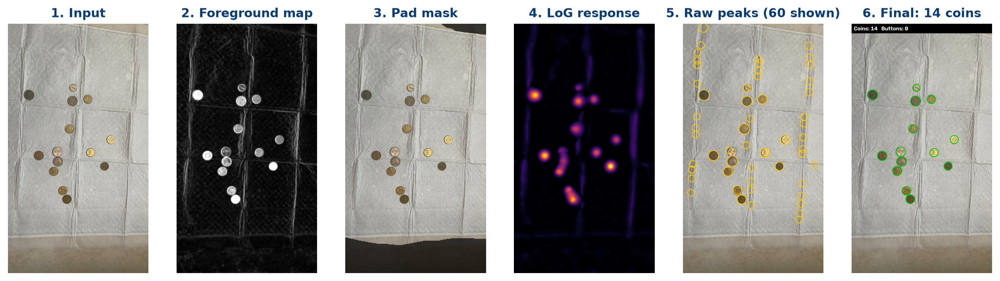 1. Input
2. Foreground map
3. Pad mask
4. LoG response
5. Raw peaks (60 shown)
6. Final: 14 coins
Coins: 14 Buttons: 0